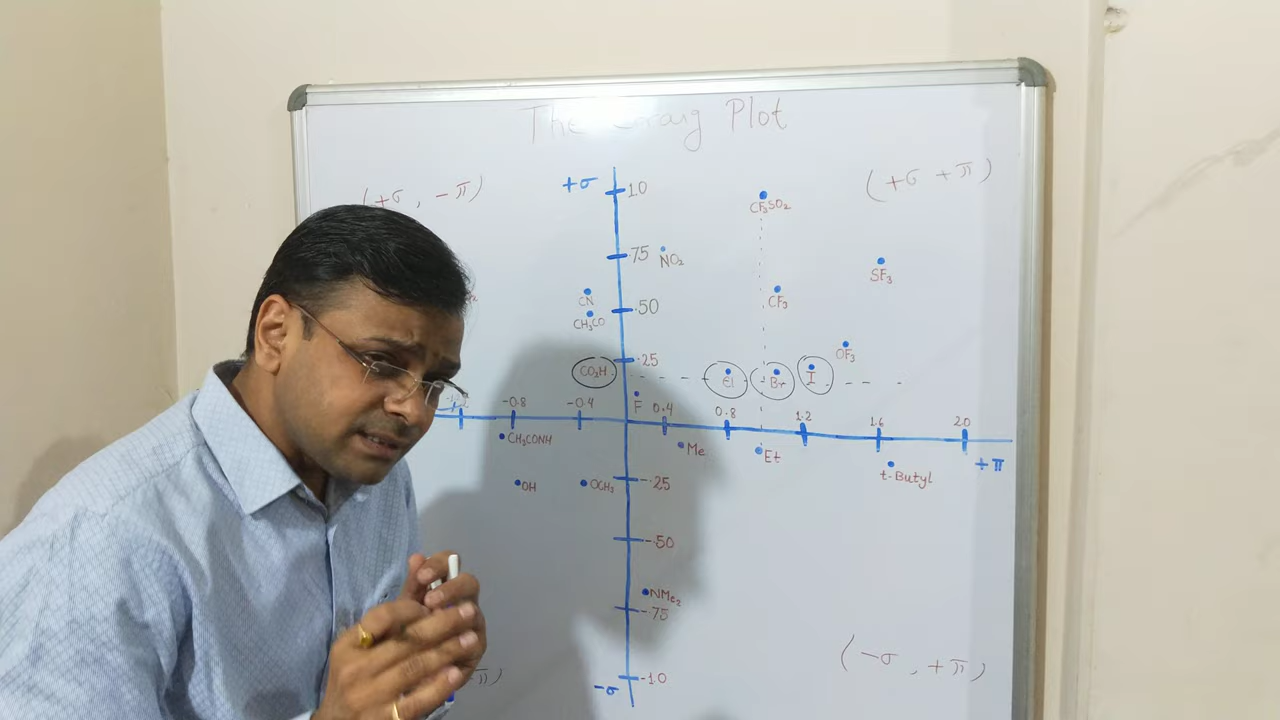 The Craig Plot
(+σ, -π)
+σ
1.0
CF₃SO₂
(+σ +π)
.75
NO₂
SF₃
CN
CH₃CO
.50
CF₃
OF₃
CO₂H
.25
Cl
Br
I
F
-0.8
-0.4
0.4
0.8
1.2
1.6
2.0
+π
CH₃CONH
Me
Et
t-Butyl
OH
OCH₃
-.25
-.50
NMe₂
-.75
(-σ, +π)
π)
-σ
-1.0